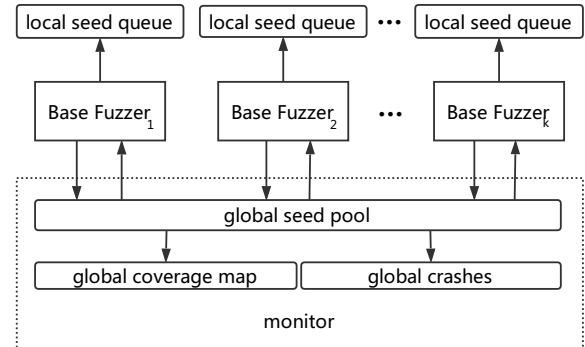 local seed queue local seed queue ••• local seed queue
Base Fuzzer1 Base Fuzzer2 ••• Base Fuzzerk
global seed pool
global coverage map global crashes
monitor